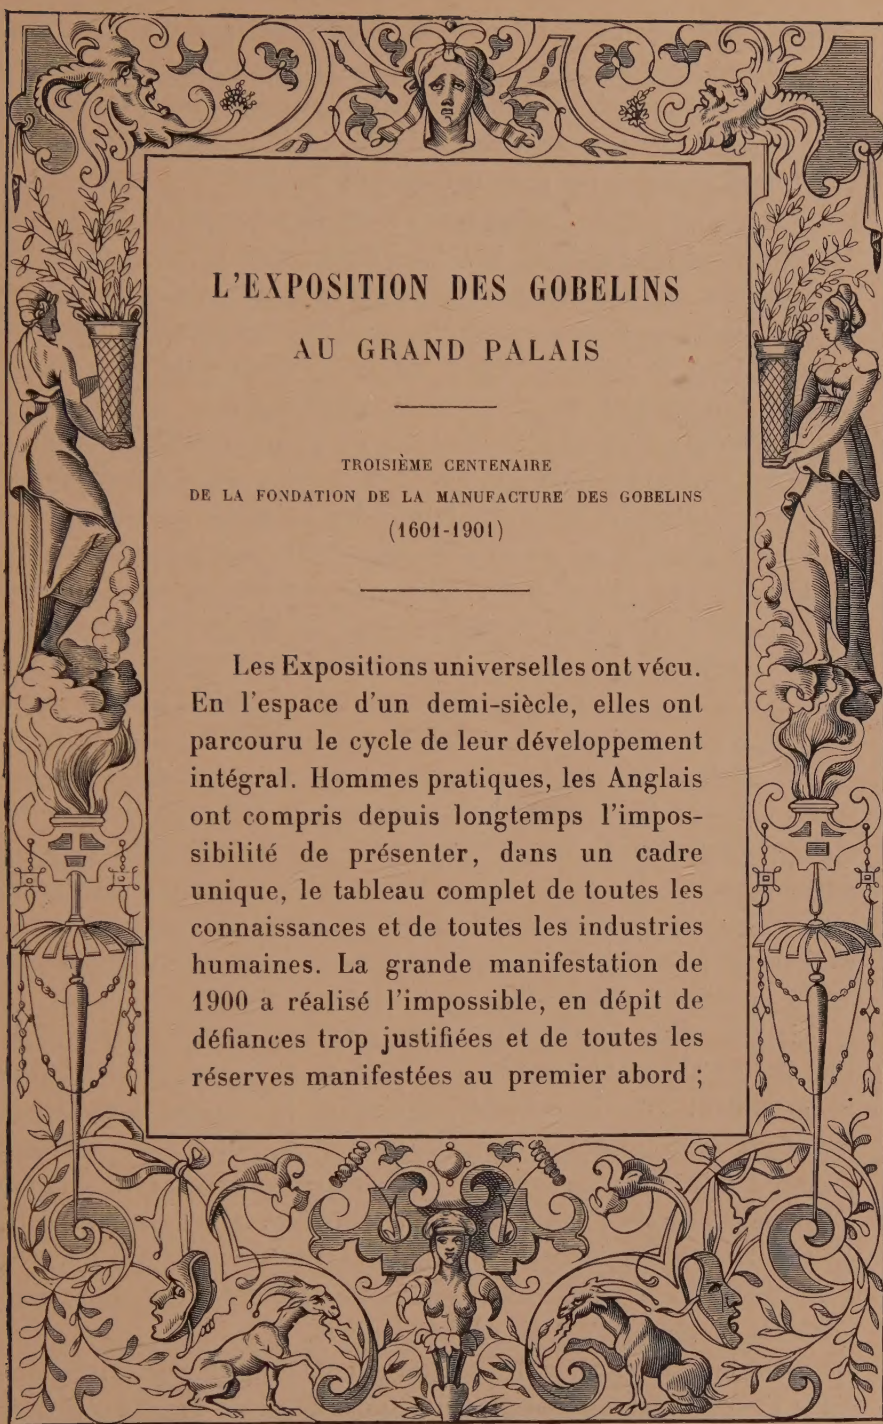 L'EXPOSITION DES GOBELINS
AU GRAND PALAIS
TROISIÈME CENTENAIRE
DE LA FONDATION DE LA MANUFACTURE DES GOBELINS
(1601-1901)
Les Expositions universelles ont vécu.
En l'espace d'un demi-siècle, elles ont
parcouru le cycle de leur développement
intégral. Hommes pratiques, les Anglais
ont compris depuis longtemps l'impos-
sibilité de présenter, dans un cadre
unique, le tableau complet de toutes les
connaissances et de toutes les industries
humaines. La grande manifestation de
1900 a réalisé l'impossible, en dépit de
défiances trop justifiées et de toutes les
réserves manifestées au premier abord ;